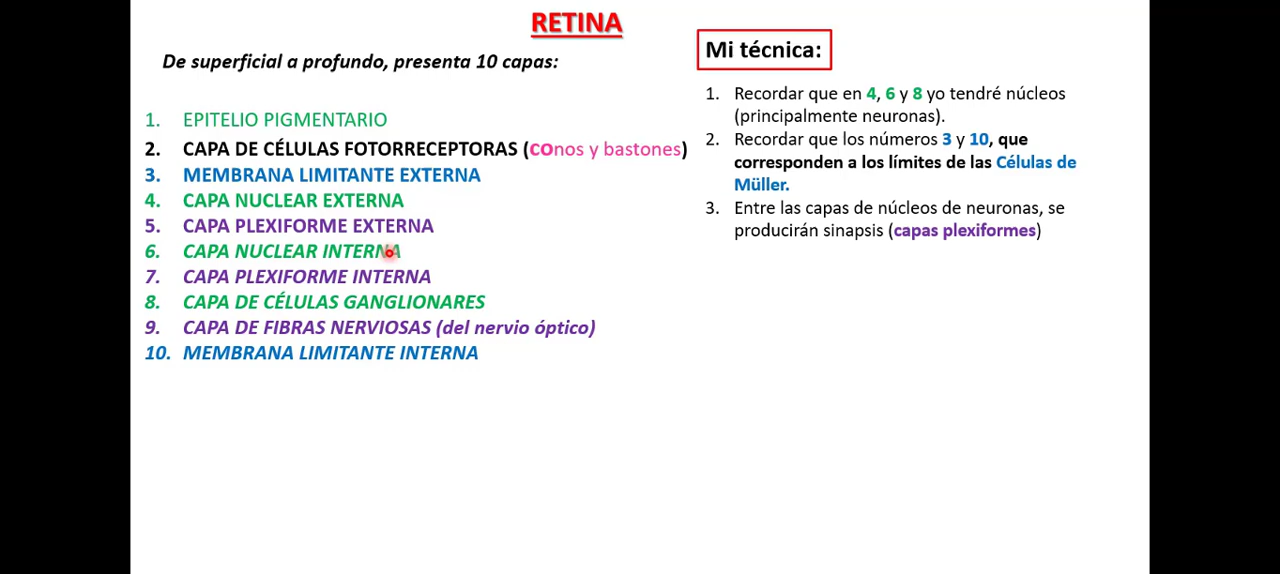 RETINA
De superficial a profundo, presenta 10 capas:
1. EPITELIO PIGMENTARIO
2. CAPA DE CÉLULAS FOTORRECEPTORAS (conos y bastones)
3. MEMBRANA LIMITANTE EXTERNA
4. CAPA NUCLEAR EXTERNA
5. CAPA PLEXIFORME EXTERNA
6. CAPA NUCLEAR INTERNA
7. CAPA PLEXIFORME INTERNA
8. CAPA DE CÉLULAS GANGLIONARES
9. CAPA DE FIBRAS NERVIOSAS (del nervio óptico)
10. MEMBRANA LIMITANTE INTERNA
Mi técnica:
1. Recordar que en 4, 6 y 8 yo tendré núcleos
(principalmente neuronas).
2. Recordar que los números 3 y 10, que
corresponden a los límites de las Células de
Müller.
3. Entre las capas de núcleos de neuronas, se
producirán sinapsis (capas plexiformes)